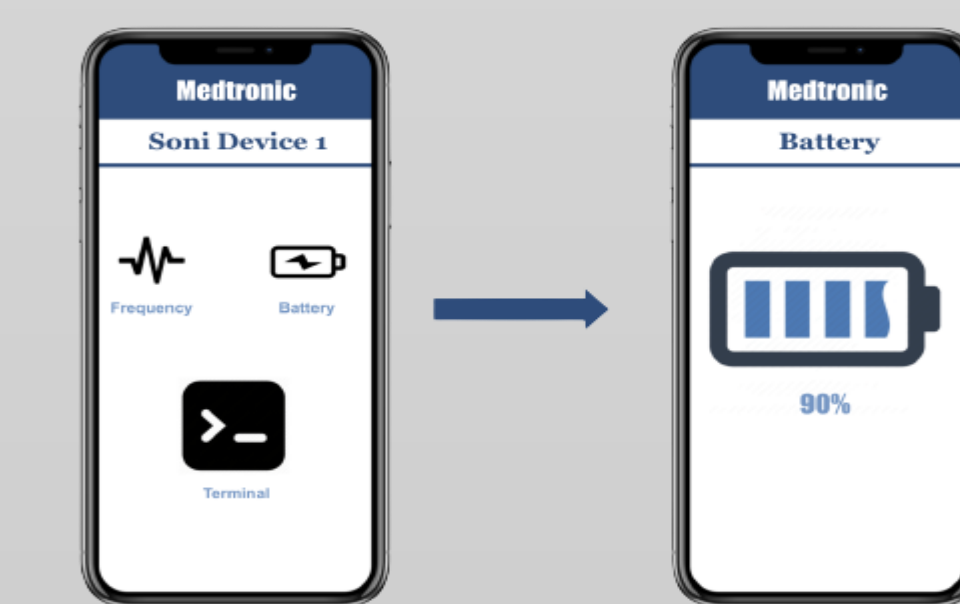 Medtronic
Soni Device 1
Frequency
Battery
Terminal
Medtronic
Battery
90%